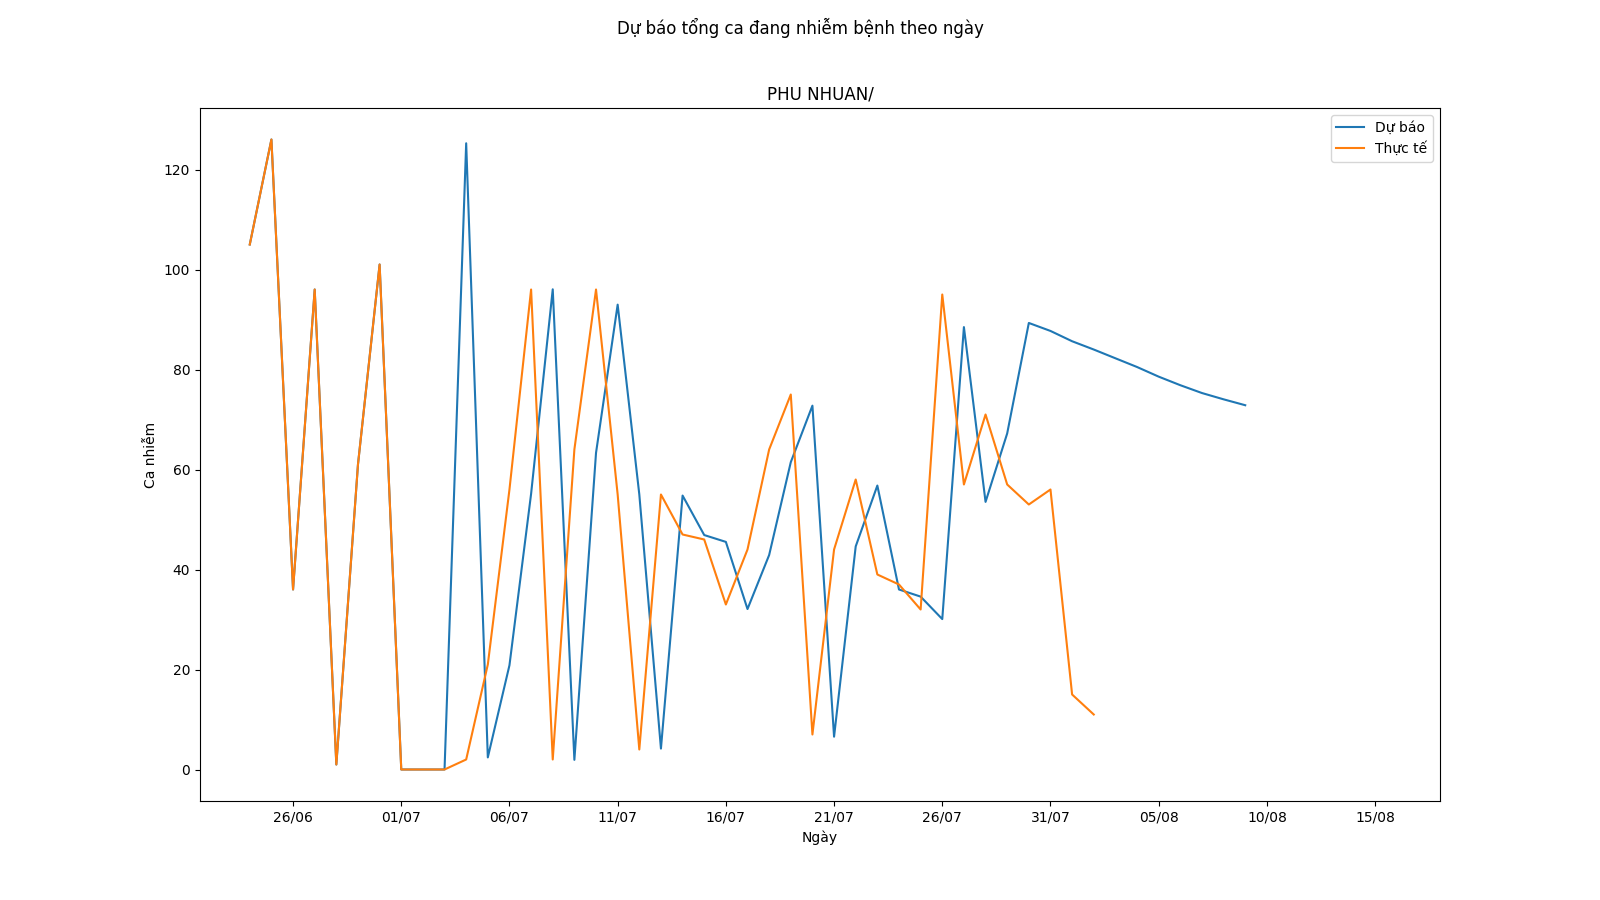 Dự báo tổng ca đang nhiễm bệnh theo ngày
PHU NHUAN/
Dự báo
Thực tế
120
100
80
60
40
20
0
Ca nhiễm
26/06 01/07 06/07 11/07 16/07 21/07 26/07 31/07 05/08 10/08 15/08
Ngày